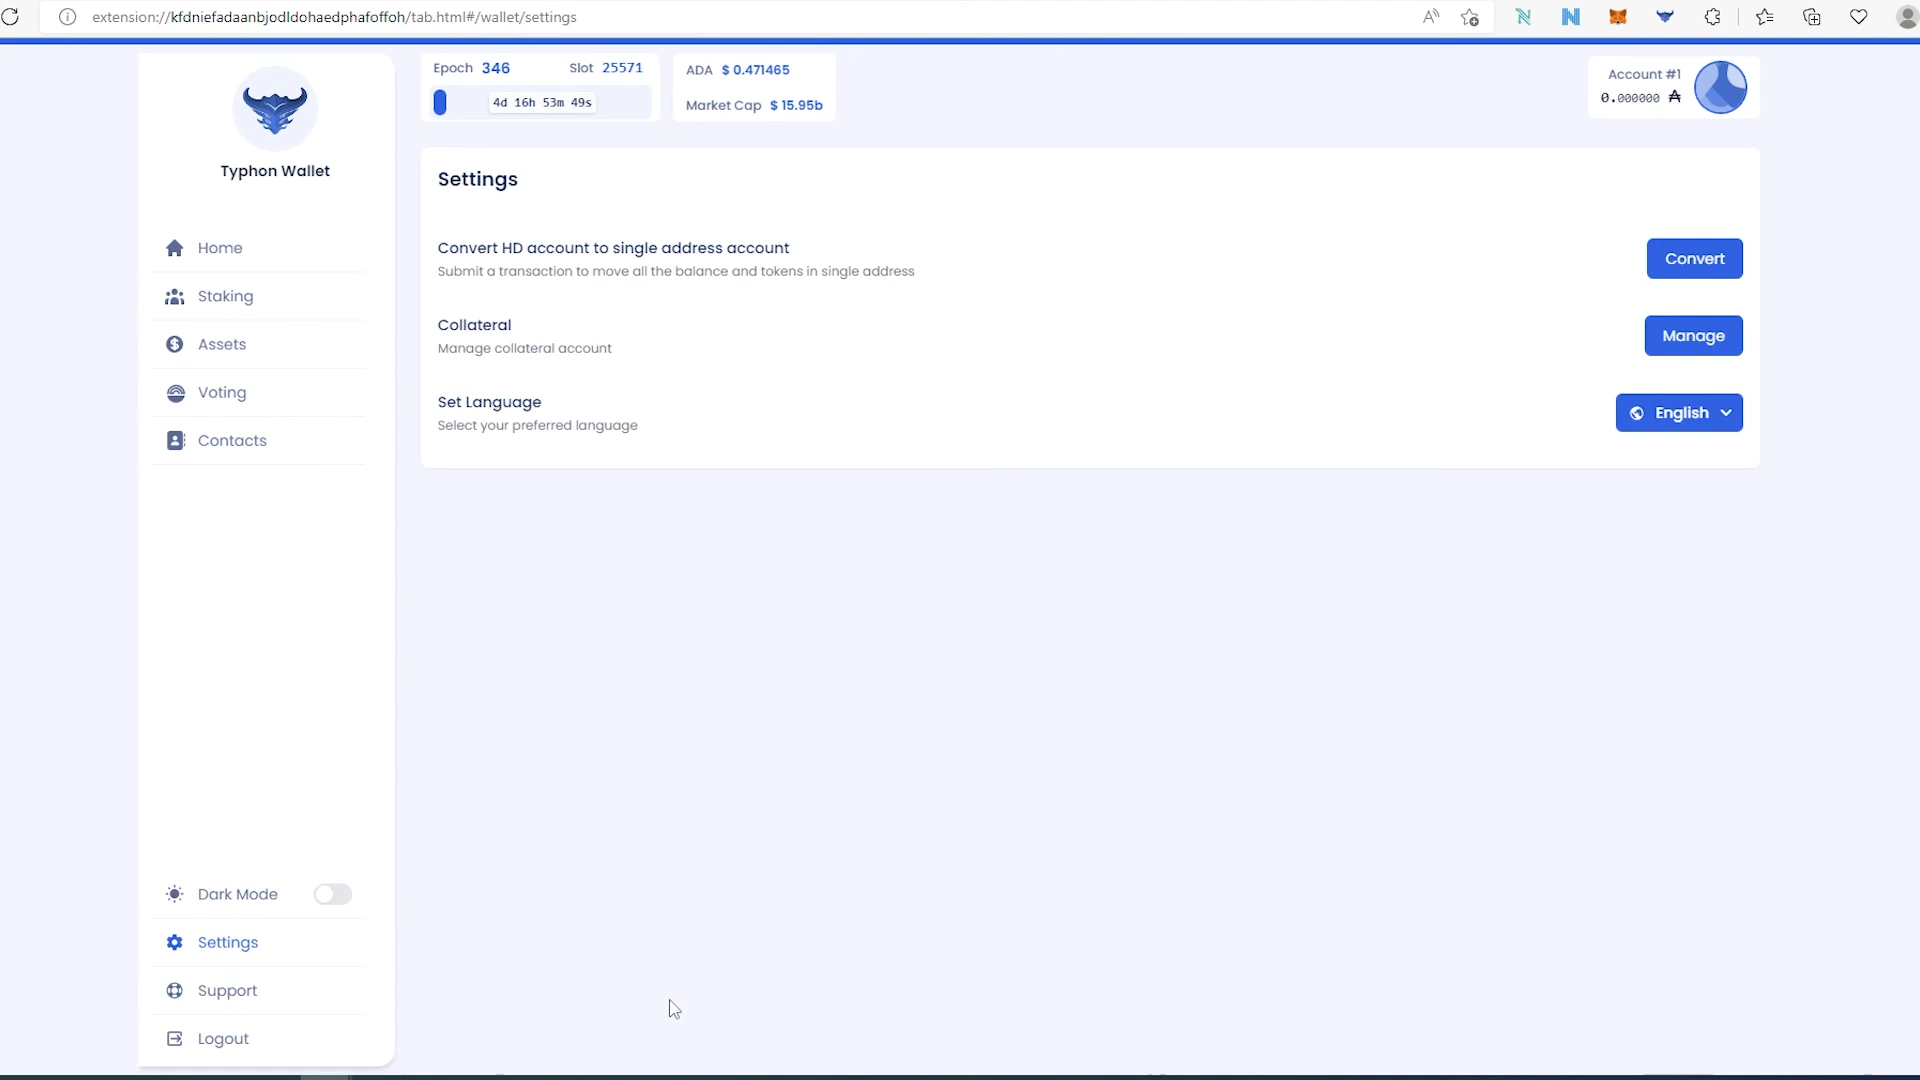 extension://kfdniefadaanbjodldohaedphafoffoh/tab.html#/wallet/settings
Typhon Wallet
Home
Staking
Assets
Voting
Contacts
Dark Mode
Settings
Support
Logout
Epoch 346 Slot 25571
4d 16h 53m 49s
ADA $ 0.471465
Market Cap $ 15.95b
Account #1
0.000000 ₳
Settings
Convert HD account to single address account
Submit a transaction to move all the balance and tokens in single address
Convert
Collateral
Manage collateral account
Manage
Set Language
Select your preferred language
English